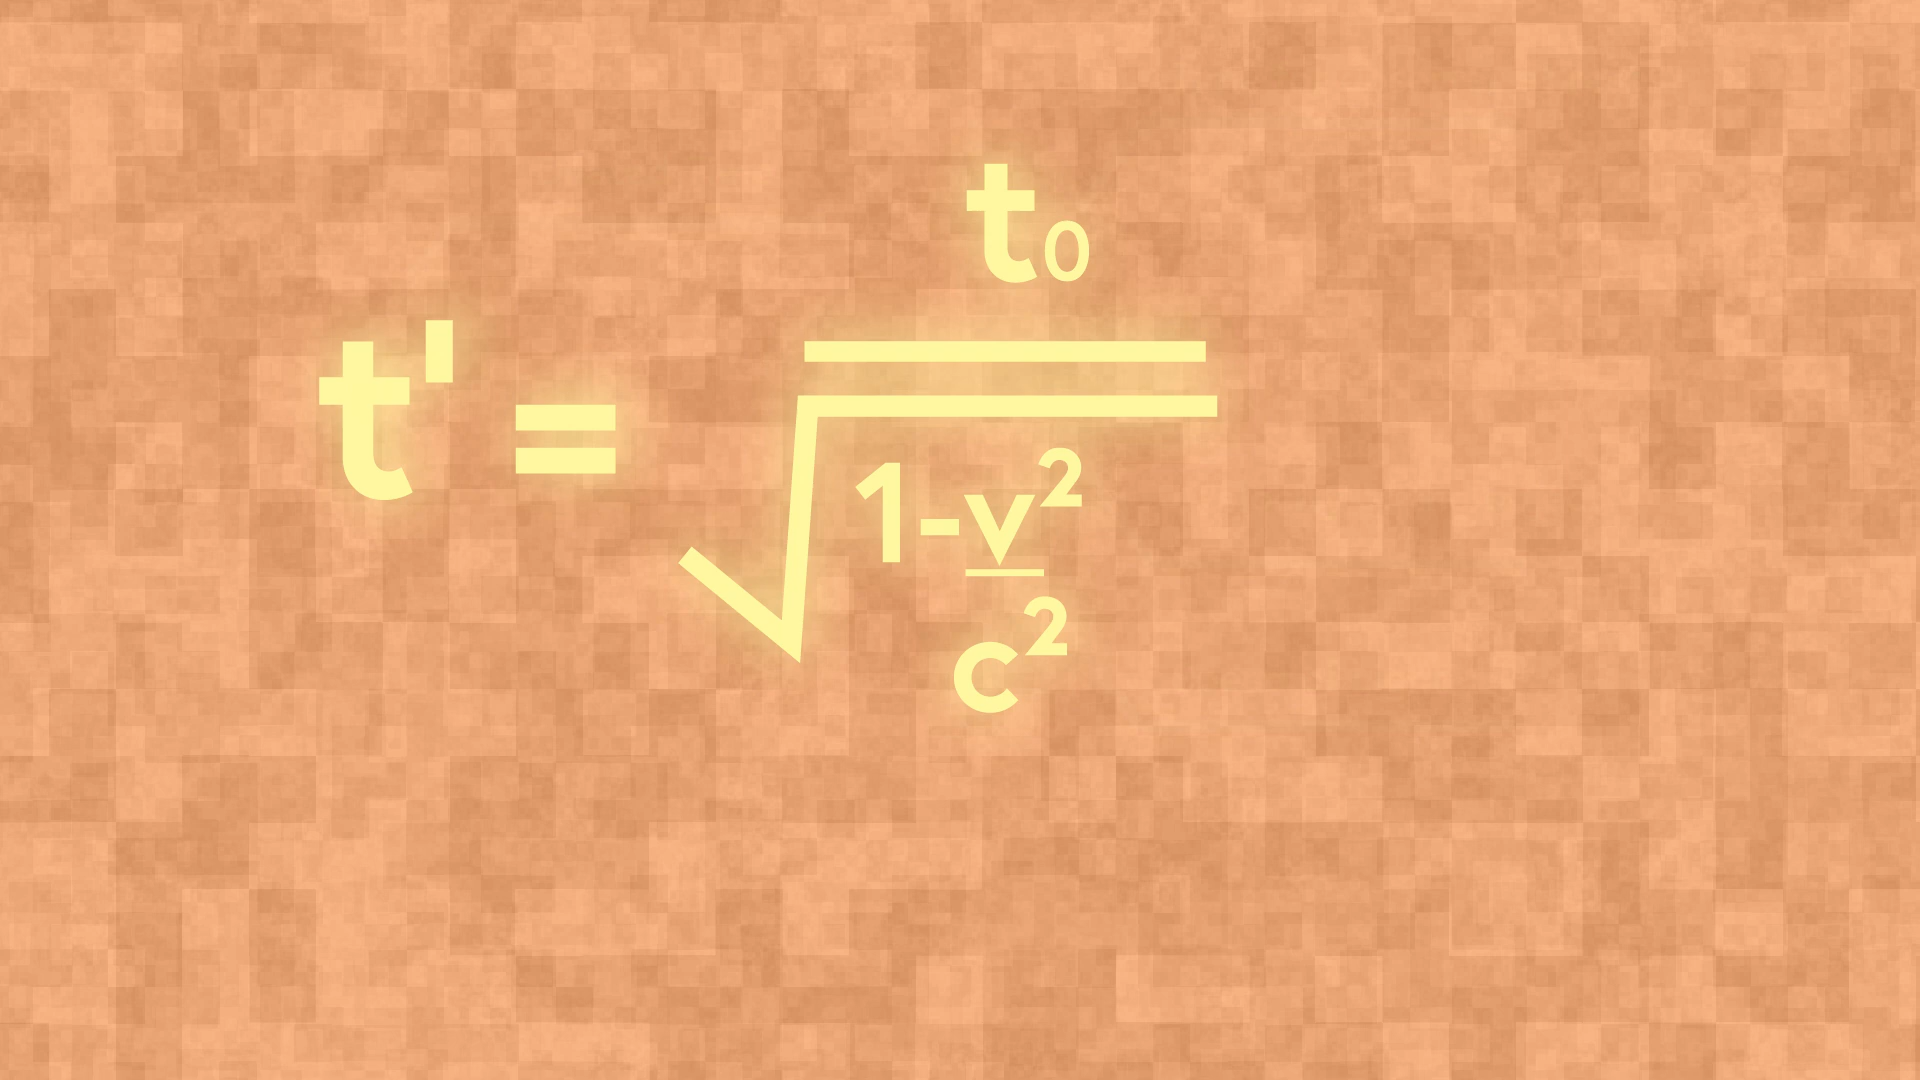 t₀
t' =
1-v²
c²